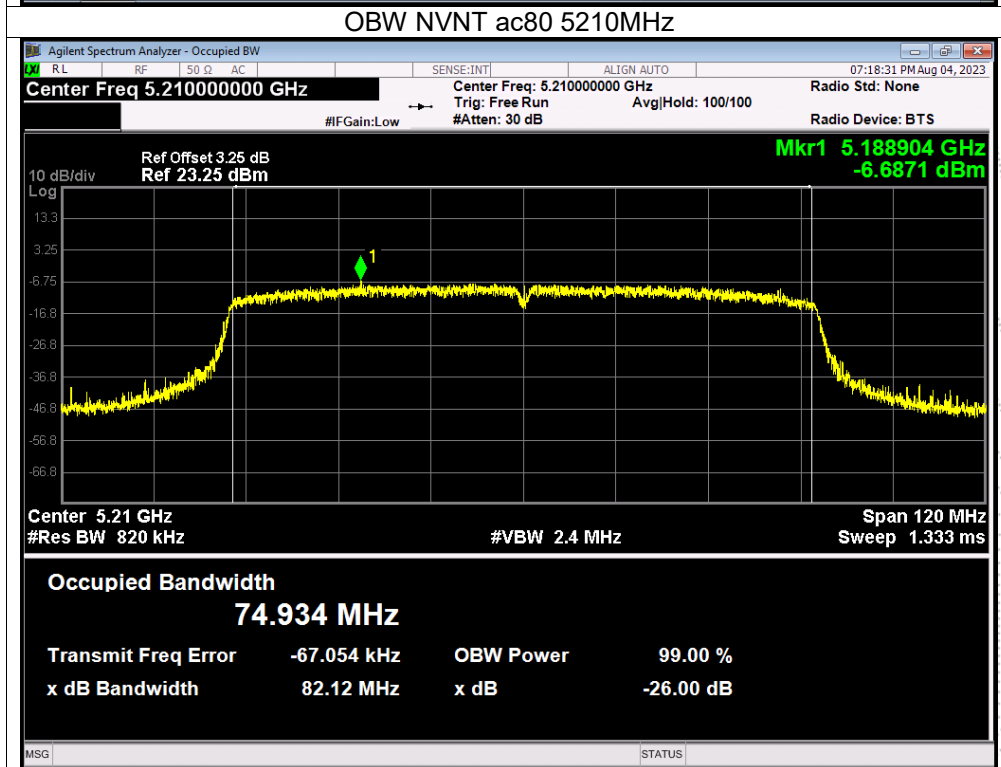 OBW NVNT ac80 5210MHz
Agilent Spectrum Analyzer - Occupied BW
LXI RL RF 50 Ω AC SENSE:INT ALIGN AUTO 07:18:31 PM Aug 04, 2023
Center Freq 5.210000000 GHz Center Freq: 5.210000000 GHz Radio Std: None
Trig: Free Run Avg|Hold: 100/100
#IFGain:Low #Atten: 30 dB Radio Device: BTS
Ref Offset 3.25 dB Mkr1 5.188904 GHz
10 dB/div Ref 23.25 dBm -6.6871 dBm
Log
13.3
3.25
1
-6.75
-16.8
-26.8
-36.8
-46.8
-56.8
-66.8
Center 5.21 GHz Span 120 MHz
#Res BW 820 kHz #VBW 2.4 MHz Sweep 1.333 ms
Occupied Bandwidth
74.934 MHz
Transmit Freq Error -67.054 kHz OBW Power 99.00 %
x dB Bandwidth 82.12 MHz x dB -26.00 dB
MSG STATUS